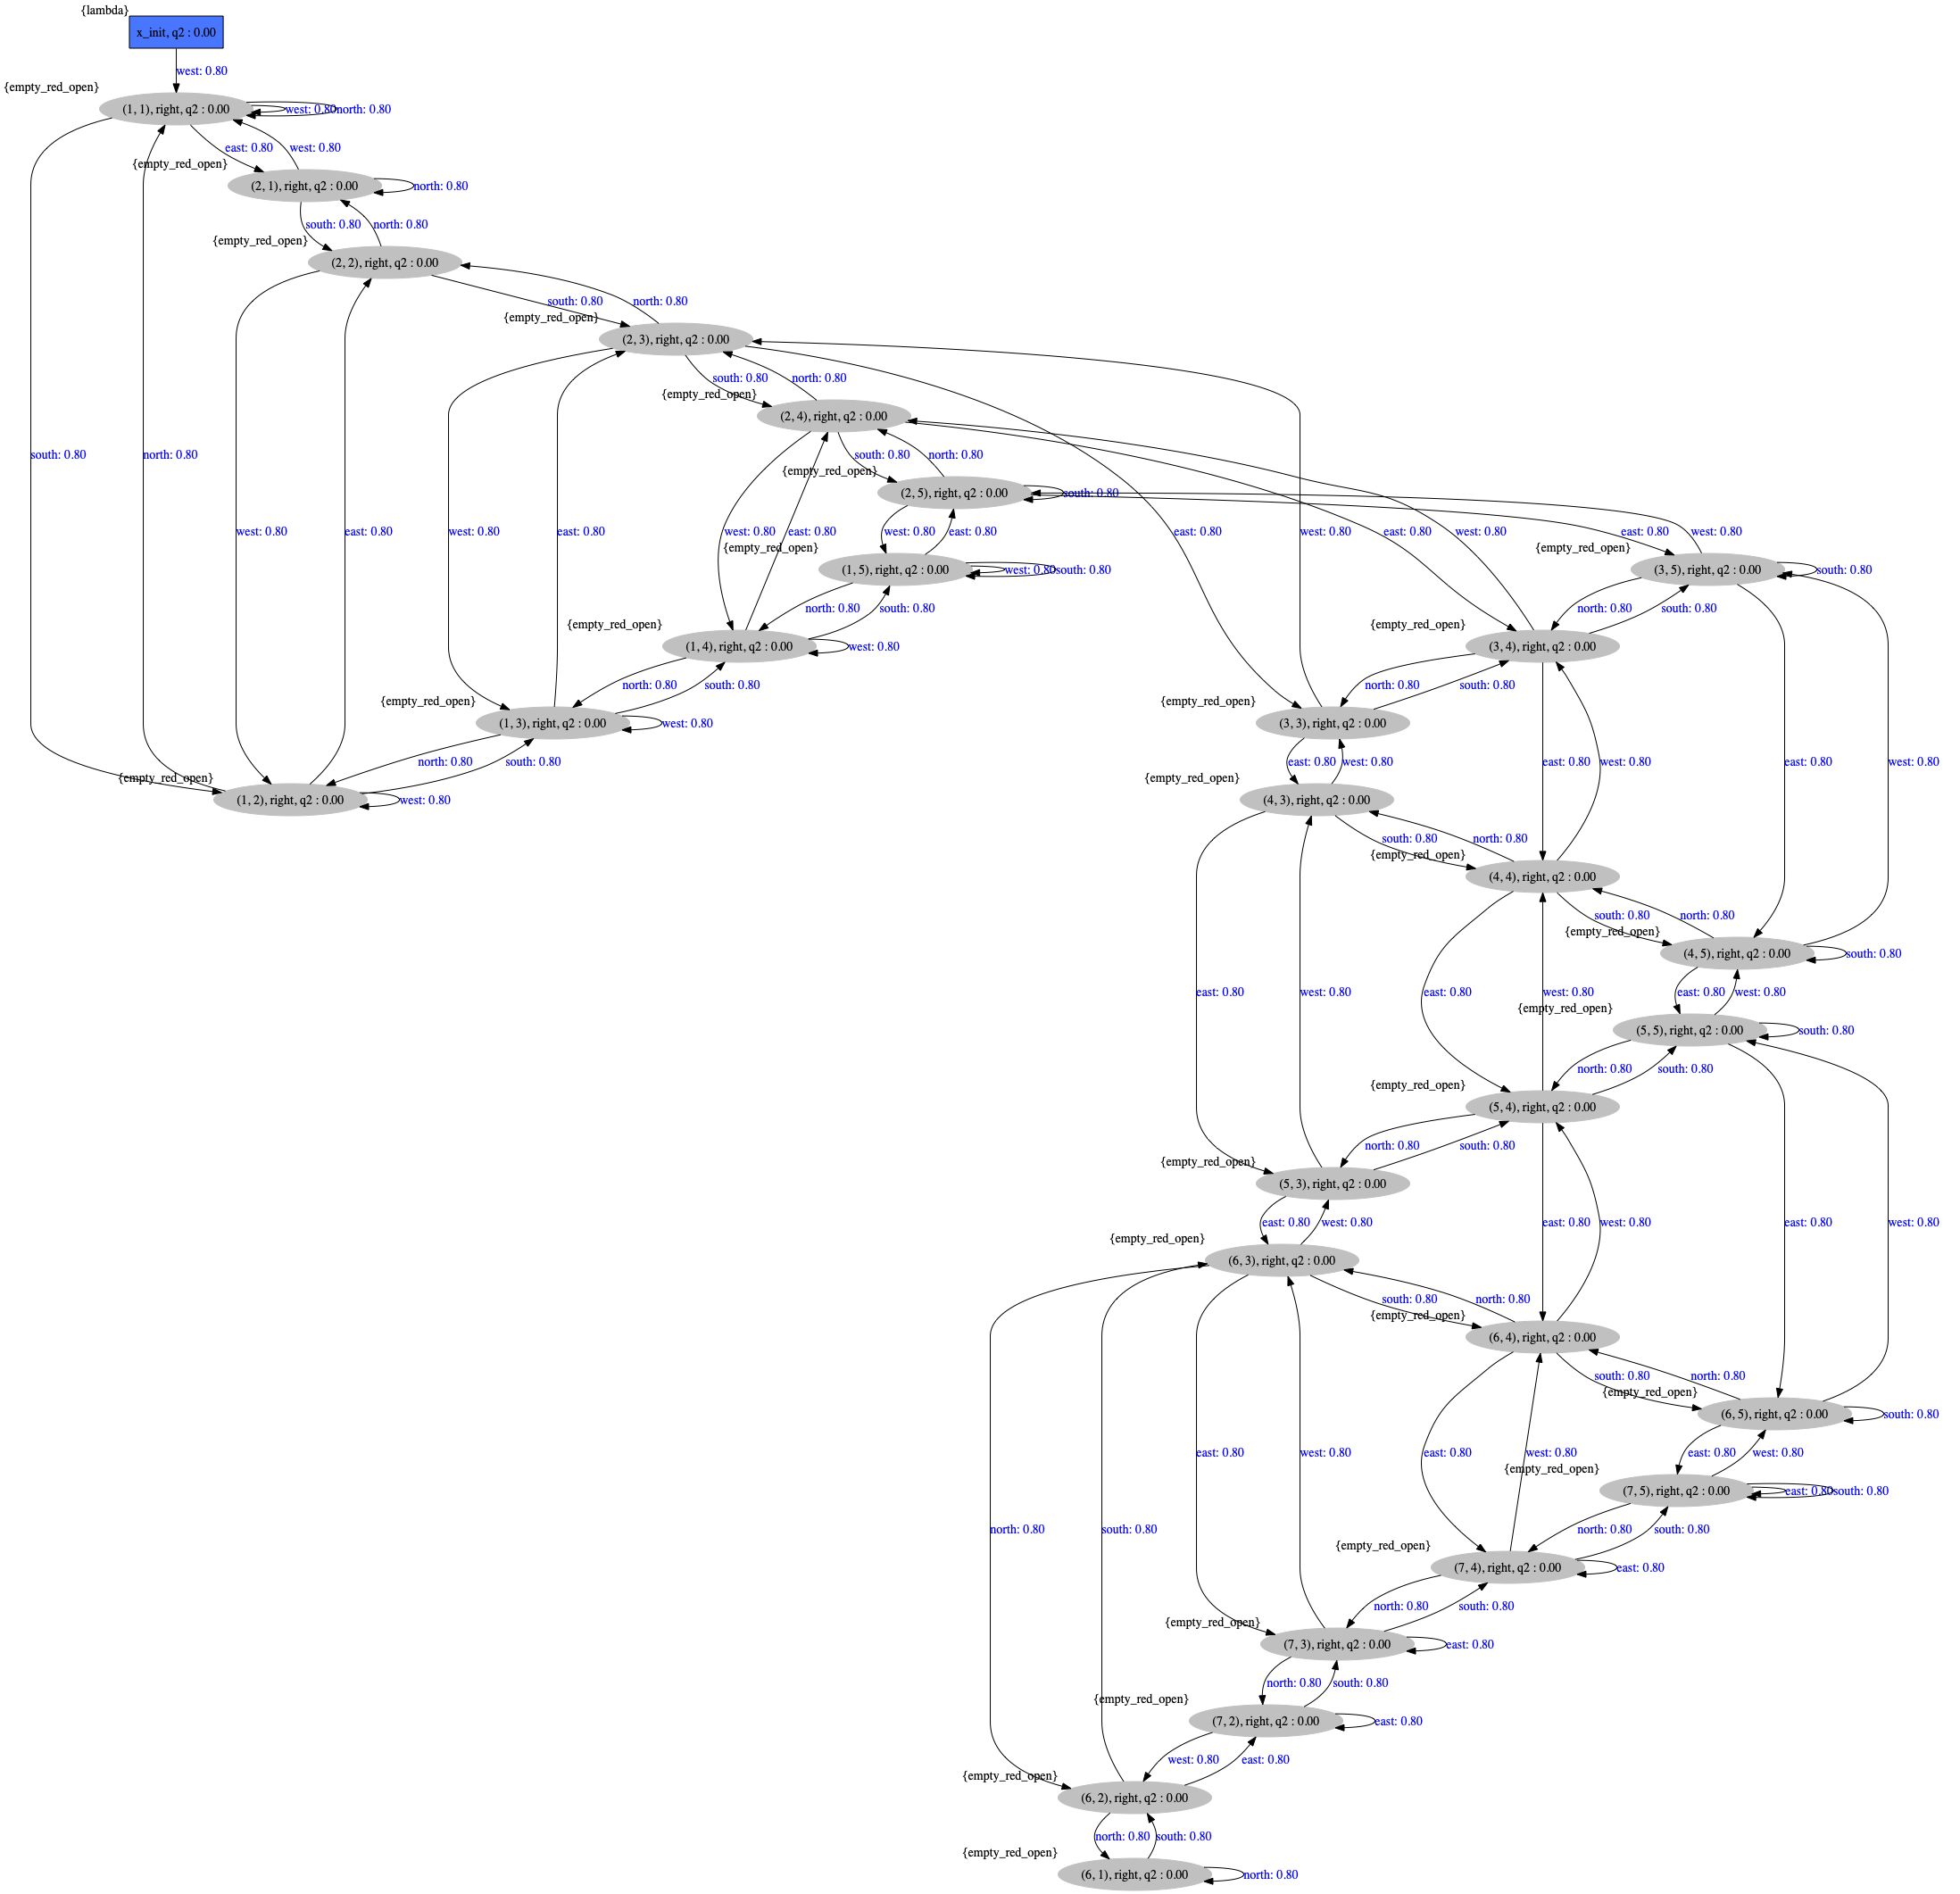 {lambda}
x_init, q2 : 0.00
west: 0.80
{empty_red_open}
(1, 1), right, q2 : 0.00
west: 0.80
north: 0.80
east: 0.80
west: 0.80
{empty_red_open}
(2, 1), right, q2 : 0.00
north: 0.80
south: 0.80
north: 0.80
{empty_red_open}
(2, 2), right, q2 : 0.00
south: 0.80
north: 0.80
{empty_red_open}
(2, 3), right, q2 : 0.00
south: 0.80
north: 0.80
{empty_red_open}
(2, 4), right, q2 : 0.00
south: 0.80
north: 0.80
south: 0.80
north: 0.80
{empty_red_open}
(2, 5), right, q2 : 0.00
south: 0.80
west: 0.80
east: 0.80
west: 0.80
east: 0.80
west: 0.80
east: 0.80
west: 0.80
east: 0.80
east: 0.80
west: 0.80
east: 0.80
west: 0.80
east: 0.80
west: 0.80
{empty_red_open}
(1, 5), right, q2 : 0.00
west: 0.80
south: 0.80
{empty_red_open}
(3, 5), right, q2 : 0.00
south: 0.80
north: 0.80
south: 0.80
north: 0.80
south: 0.80
{empty_red_open}
(1, 4), right, q2 : 0.00
west: 0.80
{empty_red_open}
(3, 4), right, q2 : 0.00
north: 0.80
south: 0.80
north: 0.80
south: 0.80
{empty_red_open}
(1, 3), right, q2 : 0.00
west: 0.80
{empty_red_open}
(3, 3), right, q2 : 0.00
north: 0.80
south: 0.80
east: 0.80
west: 0.80
east: 0.80
west: 0.80
east: 0.80
west: 0.80
{empty_red_open}
(1, 2), right, q2 : 0.00
west: 0.80
{empty_red_open}
(4, 3), right, q2 : 0.00
south: 0.80
north: 0.80
{empty_red_open}
(4, 4), right, q2 : 0.00
south: 0.80
north: 0.80
{empty_red_open}
(4, 5), right, q2 : 0.00
south: 0.80
east: 0.80
west: 0.80
east: 0.80
west: 0.80
east: 0.80
west: 0.80
{empty_red_open}
(5, 5), right, q2 : 0.00
south: 0.80
north: 0.80
south: 0.80
{empty_red_open}
(5, 4), right, q2 : 0.00
north: 0.80
south: 0.80
{empty_red_open}
(5, 3), right, q2 : 0.00
east: 0.80
west: 0.80
east: 0.80
west: 0.80
east: 0.80
west: 0.80
{empty_red_open}
(6, 3), right, q2 : 0.00
south: 0.80
north: 0.80
{empty_red_open}
(6, 4), right, q2 : 0.00
south: 0.80
north: 0.80
{empty_red_open}
(6, 5), right, q2 : 0.00
south: 0.80
east: 0.80
west: 0.80
east: 0.80
west: 0.80
east: 0.80
west: 0.80
{empty_red_open}
(7, 5), right, q2 : 0.00
east: 0.80
south: 0.80
north: 0.80
south: 0.80
north: 0.80
south: 0.80
{empty_red_open}
(7, 4), right, q2 : 0.00
east: 0.80
north: 0.80
south: 0.80
{empty_red_open}
(7, 3), right, q2 : 0.00
east: 0.80
north: 0.80
south: 0.80
{empty_red_open}
(7, 2), right, q2 : 0.00
east: 0.80
west: 0.80
east: 0.80
{empty_red_open}
(6, 2), right, q2 : 0.00
north: 0.80
south: 0.80
{empty_red_open}
(6, 1), right, q2 : 0.00
north: 0.80